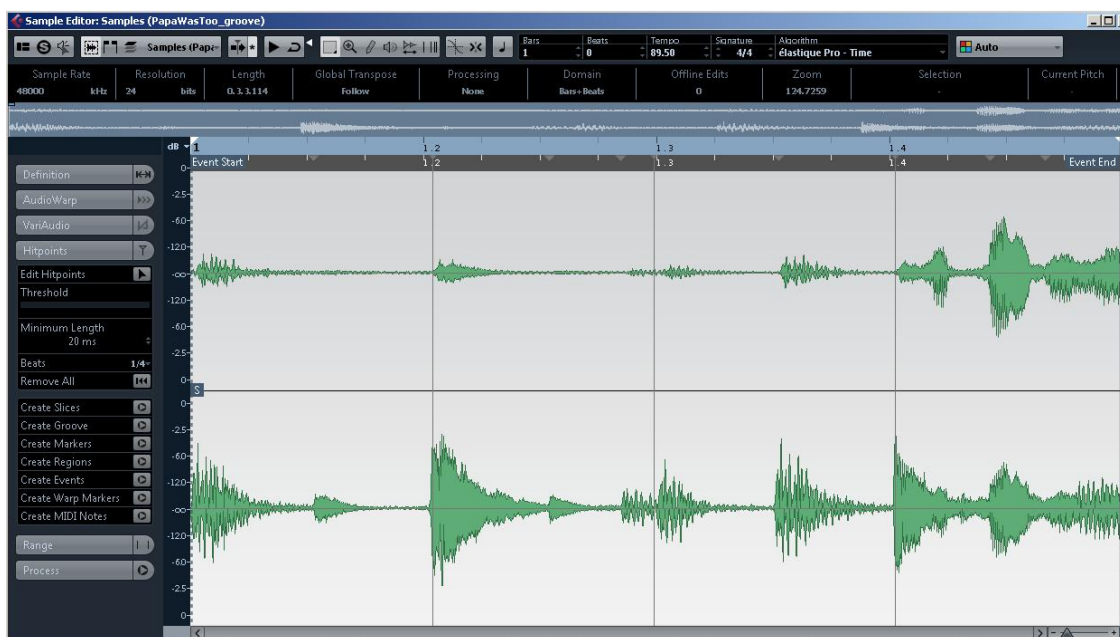 Sample Editor: Samples (PapaWasToo_groove)
Samples (Papa
Bars Beats Tempo Signature Algorithm
1 0 89.50 4/4 élastique Pro - Time
Auto
Sample Rate Resolution Length Global Transpose Processing Domain Offline Edits Zoom Selection Current Pitch
48000 kHz 24 bits 0.3.3.114 Follow None Bars+Beats 0 124.7259 - -
dB 1 1.2 1.3 1.4
Event Start 1.2 1.3 1.4 Event End
Definition
AudioWarp
VariAudio
Hitpoints
Edit Hitpoints
Threshold
Minimum Length
20 ms
Beats 1/4
Remove All
Create Slices
Create Groove
Create Markers
Create Regions
Create Events
Create Warp Markers
Create MIDI Notes
Range
Process
0
-2.5
-6.0
-12.0
-∞
-12.0
-6.0
-2.5
0
S
0
-2.5
-6.0
-12.0
-∞
-12.0
-6.0
-2.5
0